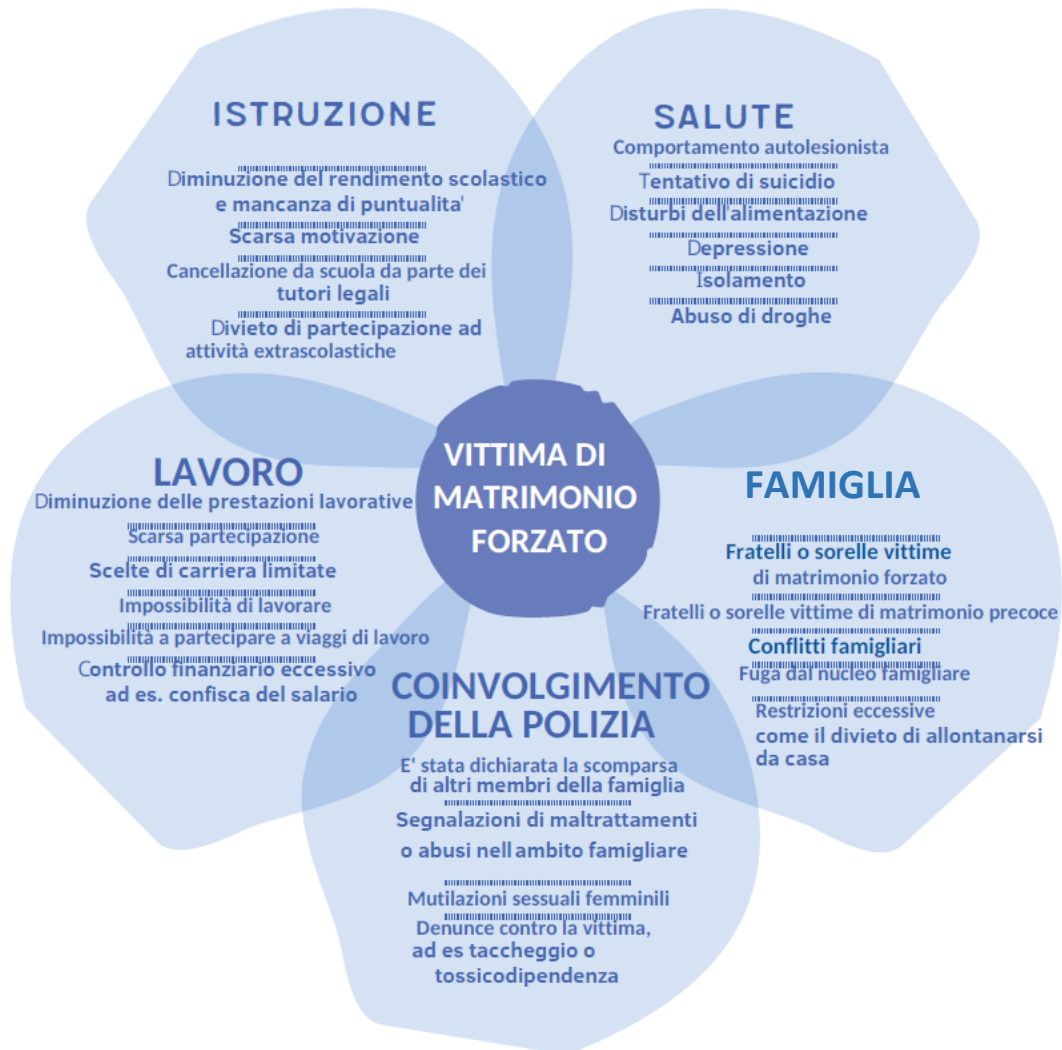 ISTRUZIONE
Diminuzione del rendimento scolastico
e mancanza di puntualita'
Scarsa motivazione
Cancellazione da scuola da parte dei
tutori legali
Divieto di partecipazione ad
attività extrascolastiche
SALUTE
Comportamento autolesionista
Tentativo di suicidio
Disturbi dell'alimentazione
Depressione
Isolamento
Abuso di droghe
VITTIMA DI
MATRIMONIO
FORZATO
LAVORO
Diminuzione delle prestazioni lavorative
Scarsa partecipazione
Scelte di carriera limitate
Impossibilità di lavorare
Impossibilità a partecipare a viaggi di lavoro
Controllo finanziario eccessivo
ad es. confisca del salario
FAMIGLIA
Fratelli o sorelle vittime
di matrimonio forzato
Fratelli o sorelle vittime di matrimonio precoce
Conflitti famigliari
Fuga dal nucleo famigliare
Restrizioni eccessive
come il divieto di allontanarsi
da casa
COINVOLGIMENTO
DELLA POLIZIA
E' stata dichiarata la scomparsa
di altri membri della famiglia
Segnalazioni di maltrattamenti
o abusi nell ambito famigliare
Mutilazioni sessuali femminili
Denunce contro la vittima,
ad es taccheggio o
tossicodipendenza